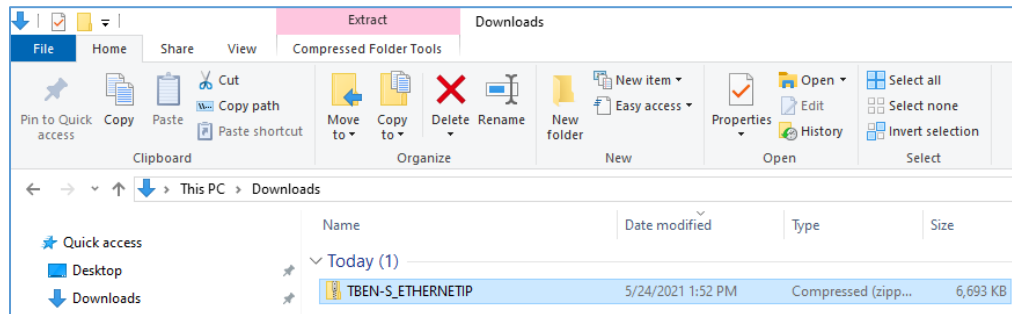 Extract Downloads
File Home Share View Compressed Folder Tools
Pin to Quick access
Copy
Paste
Cut
Copy path
Paste shortcut
Clipboard
Move to
Copy to
Delete
Rename
Organize
New folder
New item
Easy access
New
Properties
Open
Edit
History
Open
Select all
Select none
Invert selection
Select
This PC > Downloads
Name Date modified Type Size
Quick access
Desktop
Downloads
Today (1)
TBEN-S_ETHERNETIP 5/24/2021 1:52 PM Compressed (zipp... 6,693 KB